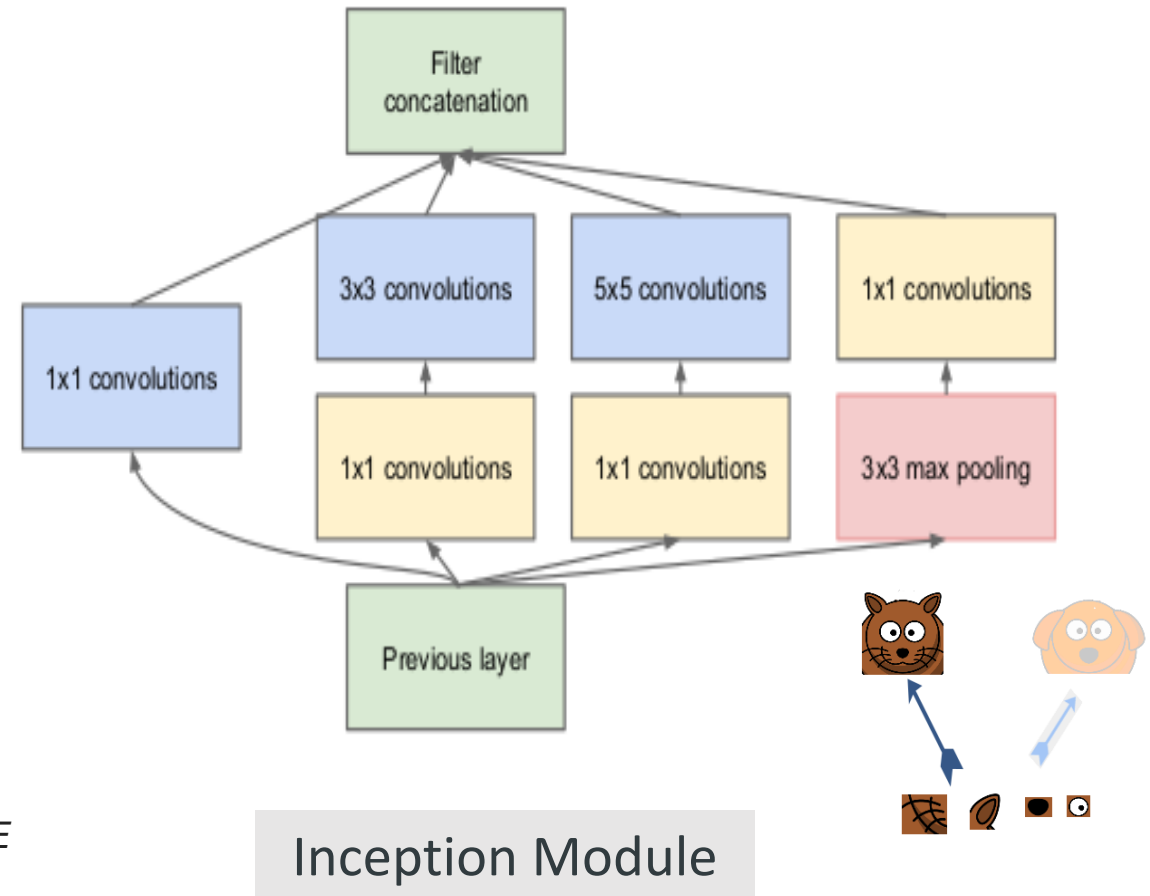 Filter
concatenation
3x3 convolutions
5x5 convolutions
1x1 convolutions
1x1 convolutions
1x1 convolutions
1x1 convolutions
3x3 max pooling
Previous layer
E
Inception Module